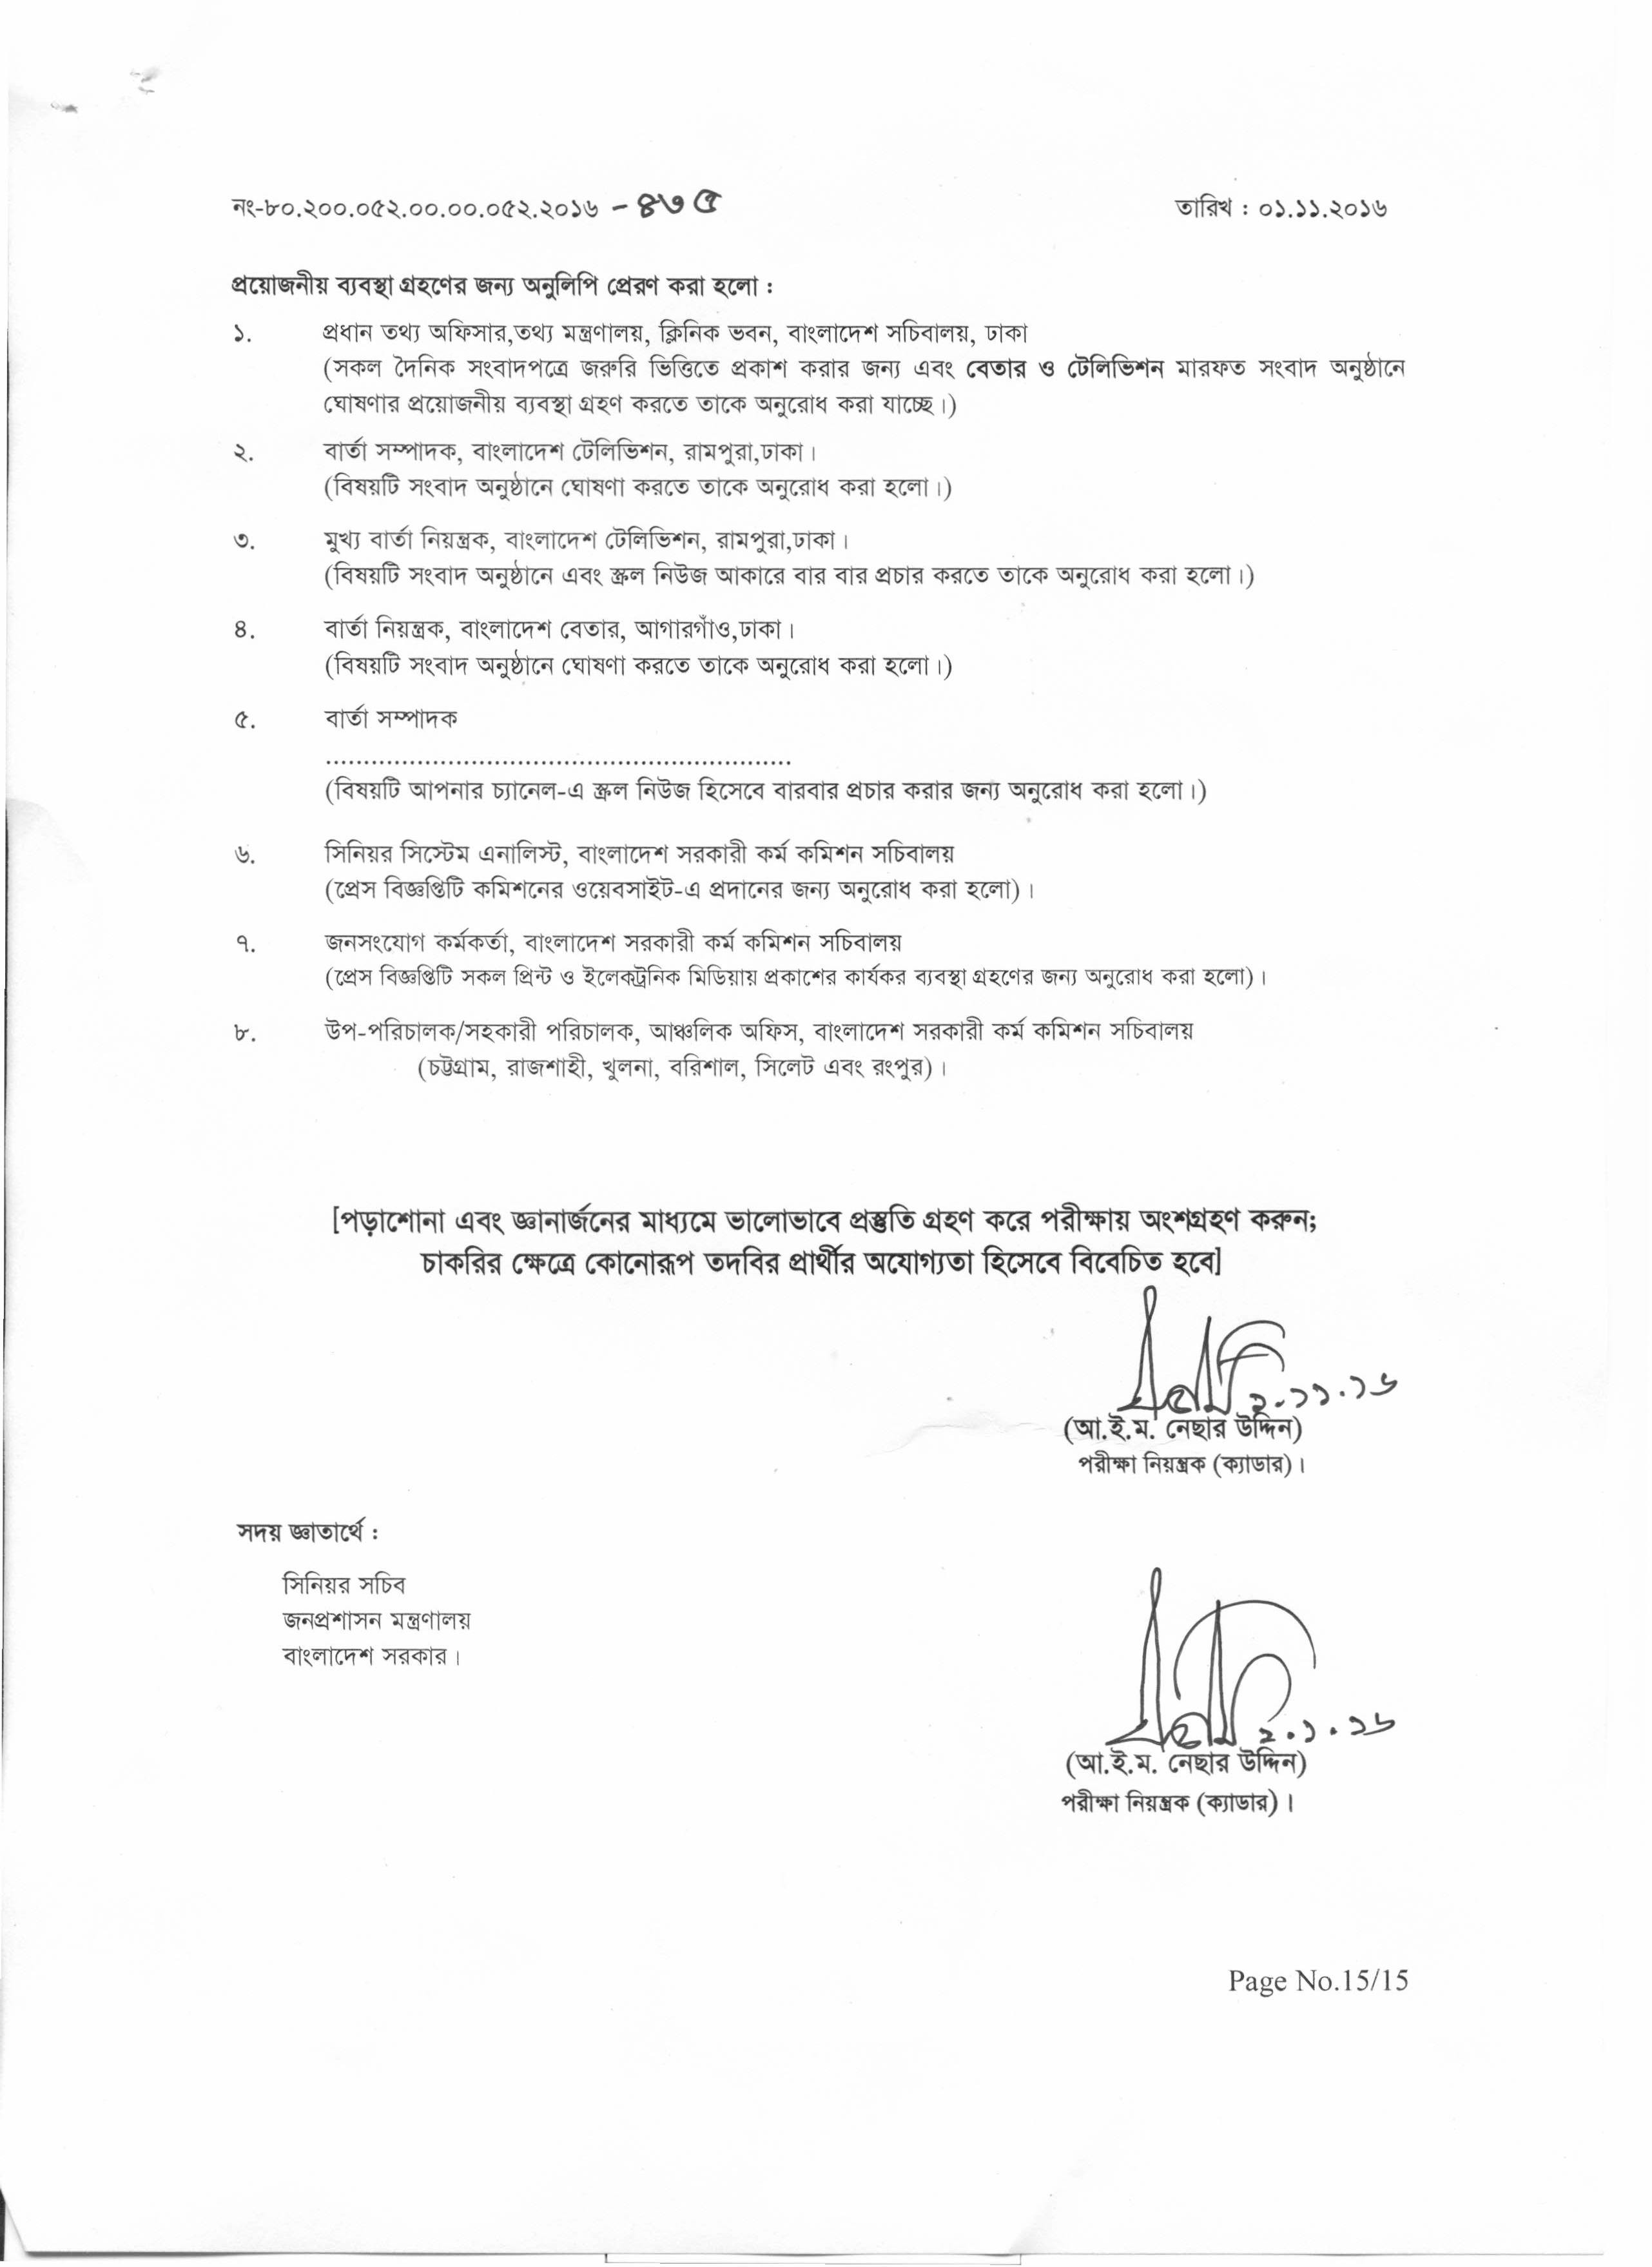 নং-৮০.২০০.০৫২.০০.০০.০৫২.২০১৬ -৪৩৫
তারিখ : ০১.১১.২০১৬
প্রয়োজনীয় ব্যবস্থা গ্রহণের জন্য অনুলিপি প্রেরণ করা হলো :
১. প্রধান তথ্য অফিসার,তথ্য মন্ত্রণালয়, ক্লিনিক ভবন, বাংলাদেশ সচিবালয়, ঢাকা
(সকল দৈনিক সংবাদপত্রে জরুরি ভিত্তিতে প্রকাশ করার জন্য এবং বেতার ও টেলিভিশন মারফত সংবাদ অনুষ্ঠানে
ঘোষণার প্রয়োজনীয় ব্যবস্থা গ্রহণ করতে তাকে অনুরোধ করা যাচ্ছে।)
২. বার্তা সম্পাদক, বাংলাদেশ টেলিভিশন, রামপুরা,ঢাকা।
(বিষয়টি সংবাদ অনুষ্ঠানে ঘোষণা করতে তাকে অনুরোধ করা হলো।)
৩. মুখ্য বার্তা নিয়ন্ত্রক, বাংলাদেশ টেলিভিশন, রামপুরা,ঢাকা।
(বিষয়টি সংবাদ অনুষ্ঠানে এবং স্ক্রল নিউজ আকারে বার বার প্রচার করতে তাকে অনুরোধ করা হলো।)
৪. বার্তা নিয়ন্ত্রক, বাংলাদেশ বেতার, আগারগাঁও,ঢাকা।
(বিষয়টি সংবাদ অনুষ্ঠানে ঘোষণা করতে তাকে অনুরোধ করা হলো।)
৫. বার্তা সম্পাদক
..............................................................
(বিষয়টি আপনার চ্যানেল-এ স্ক্রল নিউজ হিসেবে বারবার প্রচার করার জন্য অনুরোধ করা হলো।)
৬. সিনিয়র সিস্টেম এনালিস্ট, বাংলাদেশ সরকারী কর্ম কমিশন সচিবালয়
(প্রেস বিজ্ঞপ্তিটি কমিশনের ওয়েবসাইট-এ প্রদানের জন্য অনুরোধ করা হলো)।
৭. জনসংযোগ কর্মকর্তা, বাংলাদেশ সরকারী কর্ম কমিশন সচিবালয়
(প্রেস বিজ্ঞপ্তিটি সকল প্রিন্ট ও ইলেকট্রনিক মিডিয়ায় প্রকাশের কার্যকর ব্যবস্থা গ্রহণের জন্য অনুরোধ করা হলো)।
৮. উপ-পরিচালক/সহকারী পরিচালক, আঞ্চলিক অফিস, বাংলাদেশ সরকারী কর্ম কমিশন সচিবালয়
(চট্টগ্রাম, রাজশাহী, খুলনা, বরিশাল, সিলেট এবং রংপুর)।
[পড়াশোনা এবং জ্ঞানার্জনের মাধ্যমে ভালোভাবে প্রস্তুতি গ্রহণ করে পরীক্ষায় অংশগ্রহণ করুন;
চাকরির ক্ষেত্রে কোনোরূপ তদবির প্রার্থীর অযোগ্যতা হিসেবে বিবেচিত হবে]
২.১১.১৬
(আ.ই.ম. নেছার উদ্দিন)
পরীক্ষা নিয়ন্ত্রক (ক্যাডার)।
সদয় জ্ঞাতার্থে :
সিনিয়র সচিব
জনপ্রশাসন মন্ত্রণালয়
বাংলাদেশ সরকার।
২.১.১৬
(আ.ই.ম. নেছার উদ্দিন)
পরীক্ষা নিয়ন্ত্রক (ক্যাডার)।
Page No.15/15